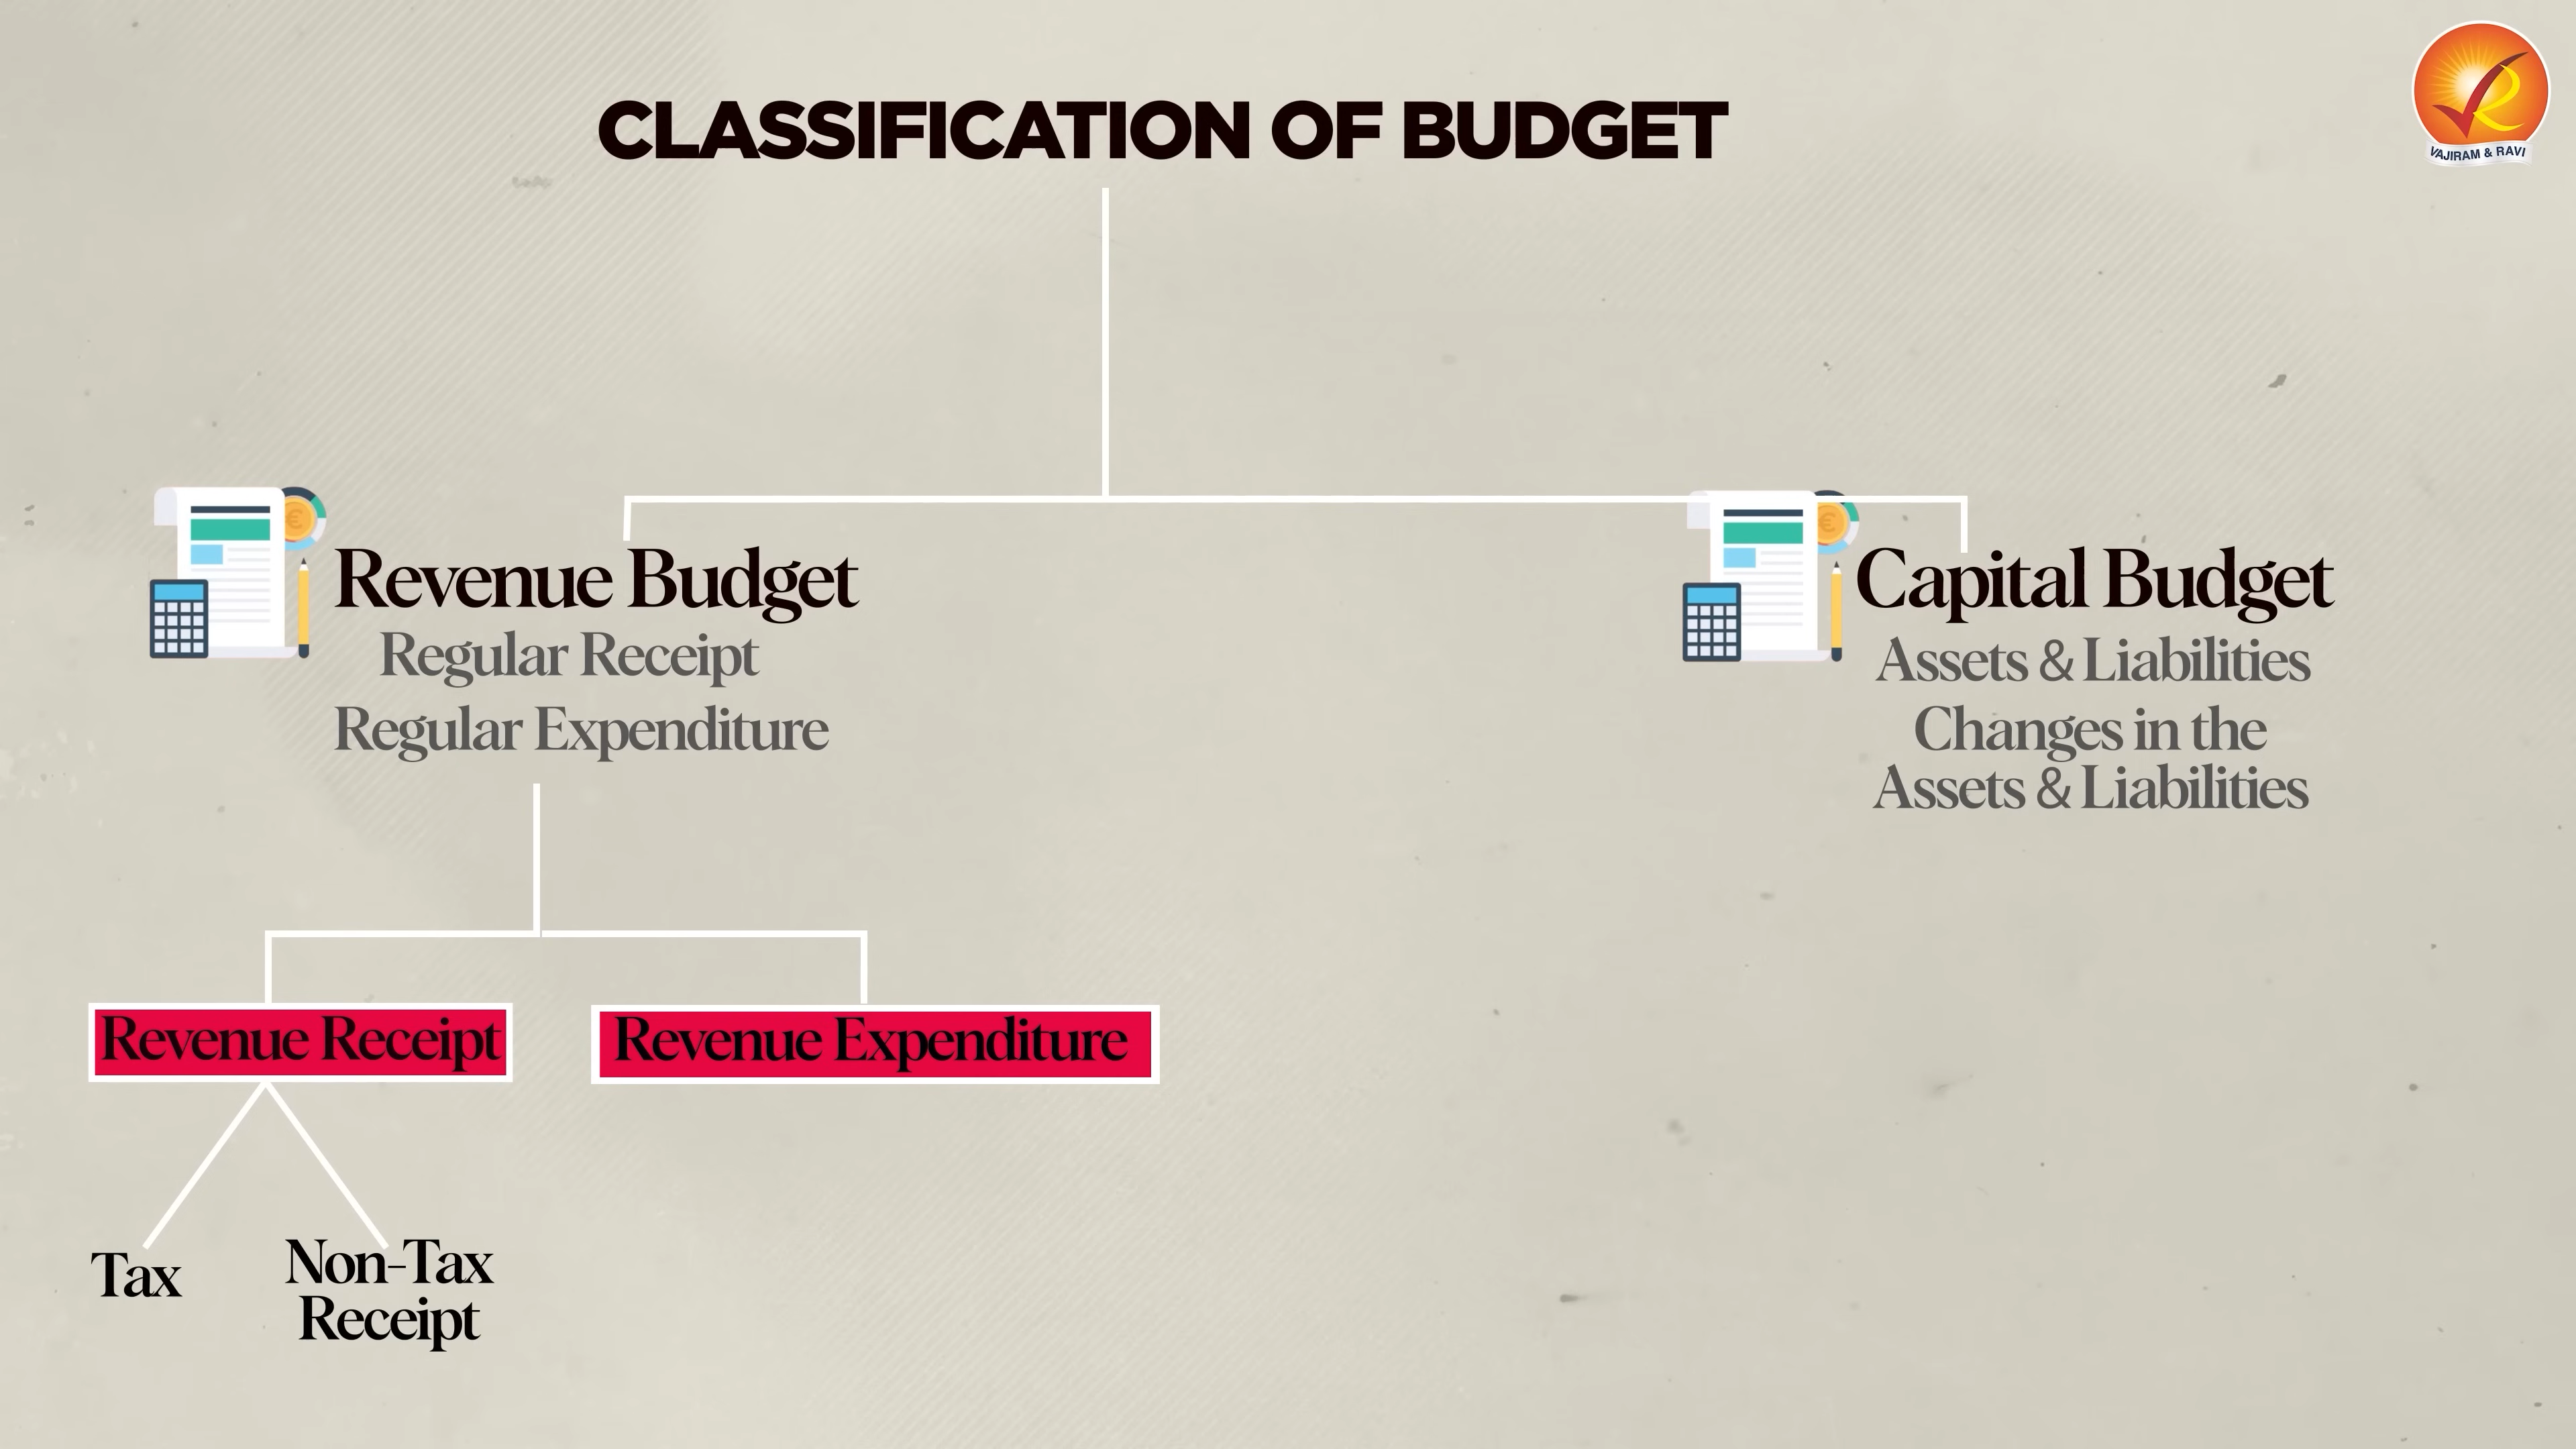 CLASSIFICATION OF BUDGET
VAJIRAM & RAVI
Revenue Budget
Regular Receipt
Regular Expenditure
Capital Budget
Assets & Liabilities
Changes in the
Assets & Liabilities
Revenue Receipt
Revenue Expenditure
Tax
Non-Tax
Receipt